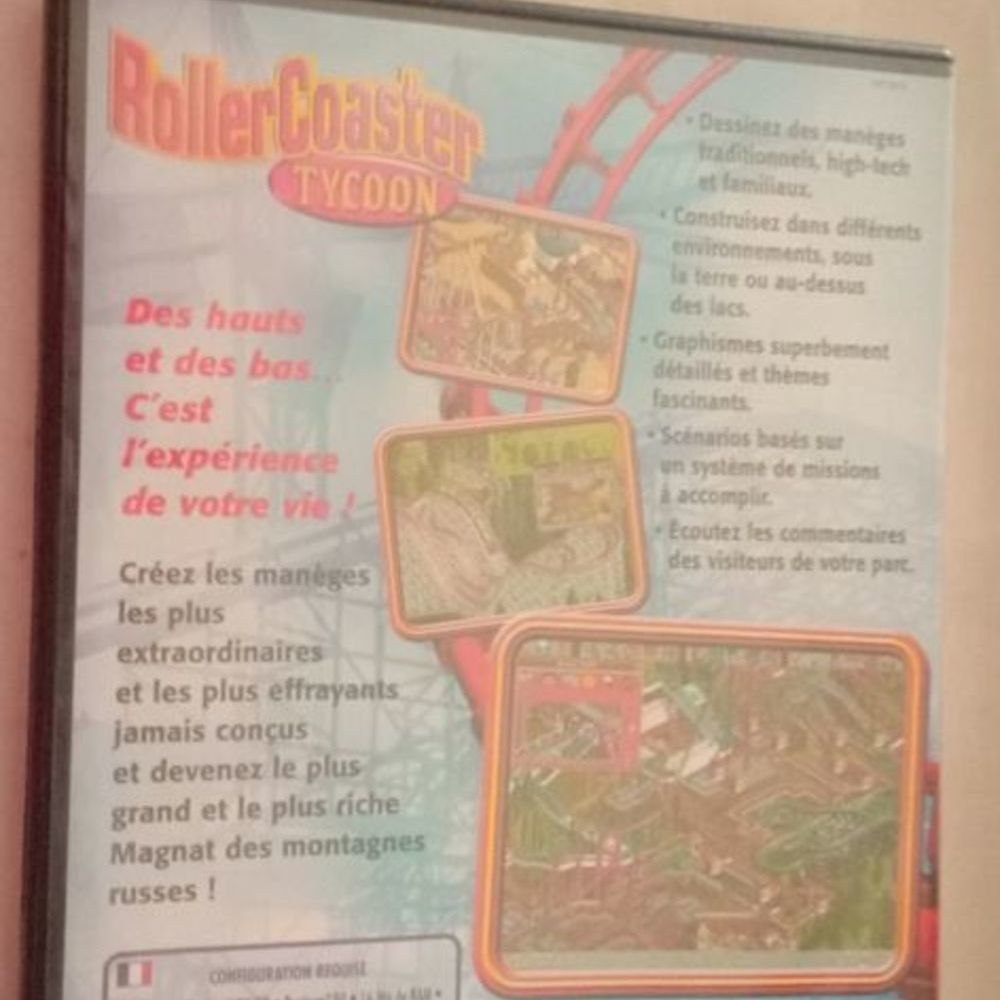 RollerCoaster
TYCOON
Des hauts
et des bas...
C'est
l'expérience
de votre vie !
Créez les manèges
les plus
extraordinaires
et les plus effrayants
jamais conçus
et devenez le plus
grand et le plus riche
Magnat des montagnes
russes !
• Dessinez des manèges
traditionnels, high-tech
et familiaux.
• Construisez dans différents
environnements, sous
la terre ou au-dessus
des lacs.
• Graphismes superbement
détaillés et thèmes
fascinants.
• Scénarios basés sur
un système de missions
à accomplir.
• Ecoutez les commentaires
des visiteurs de votre parc.
CONFIGURATION REQUISE